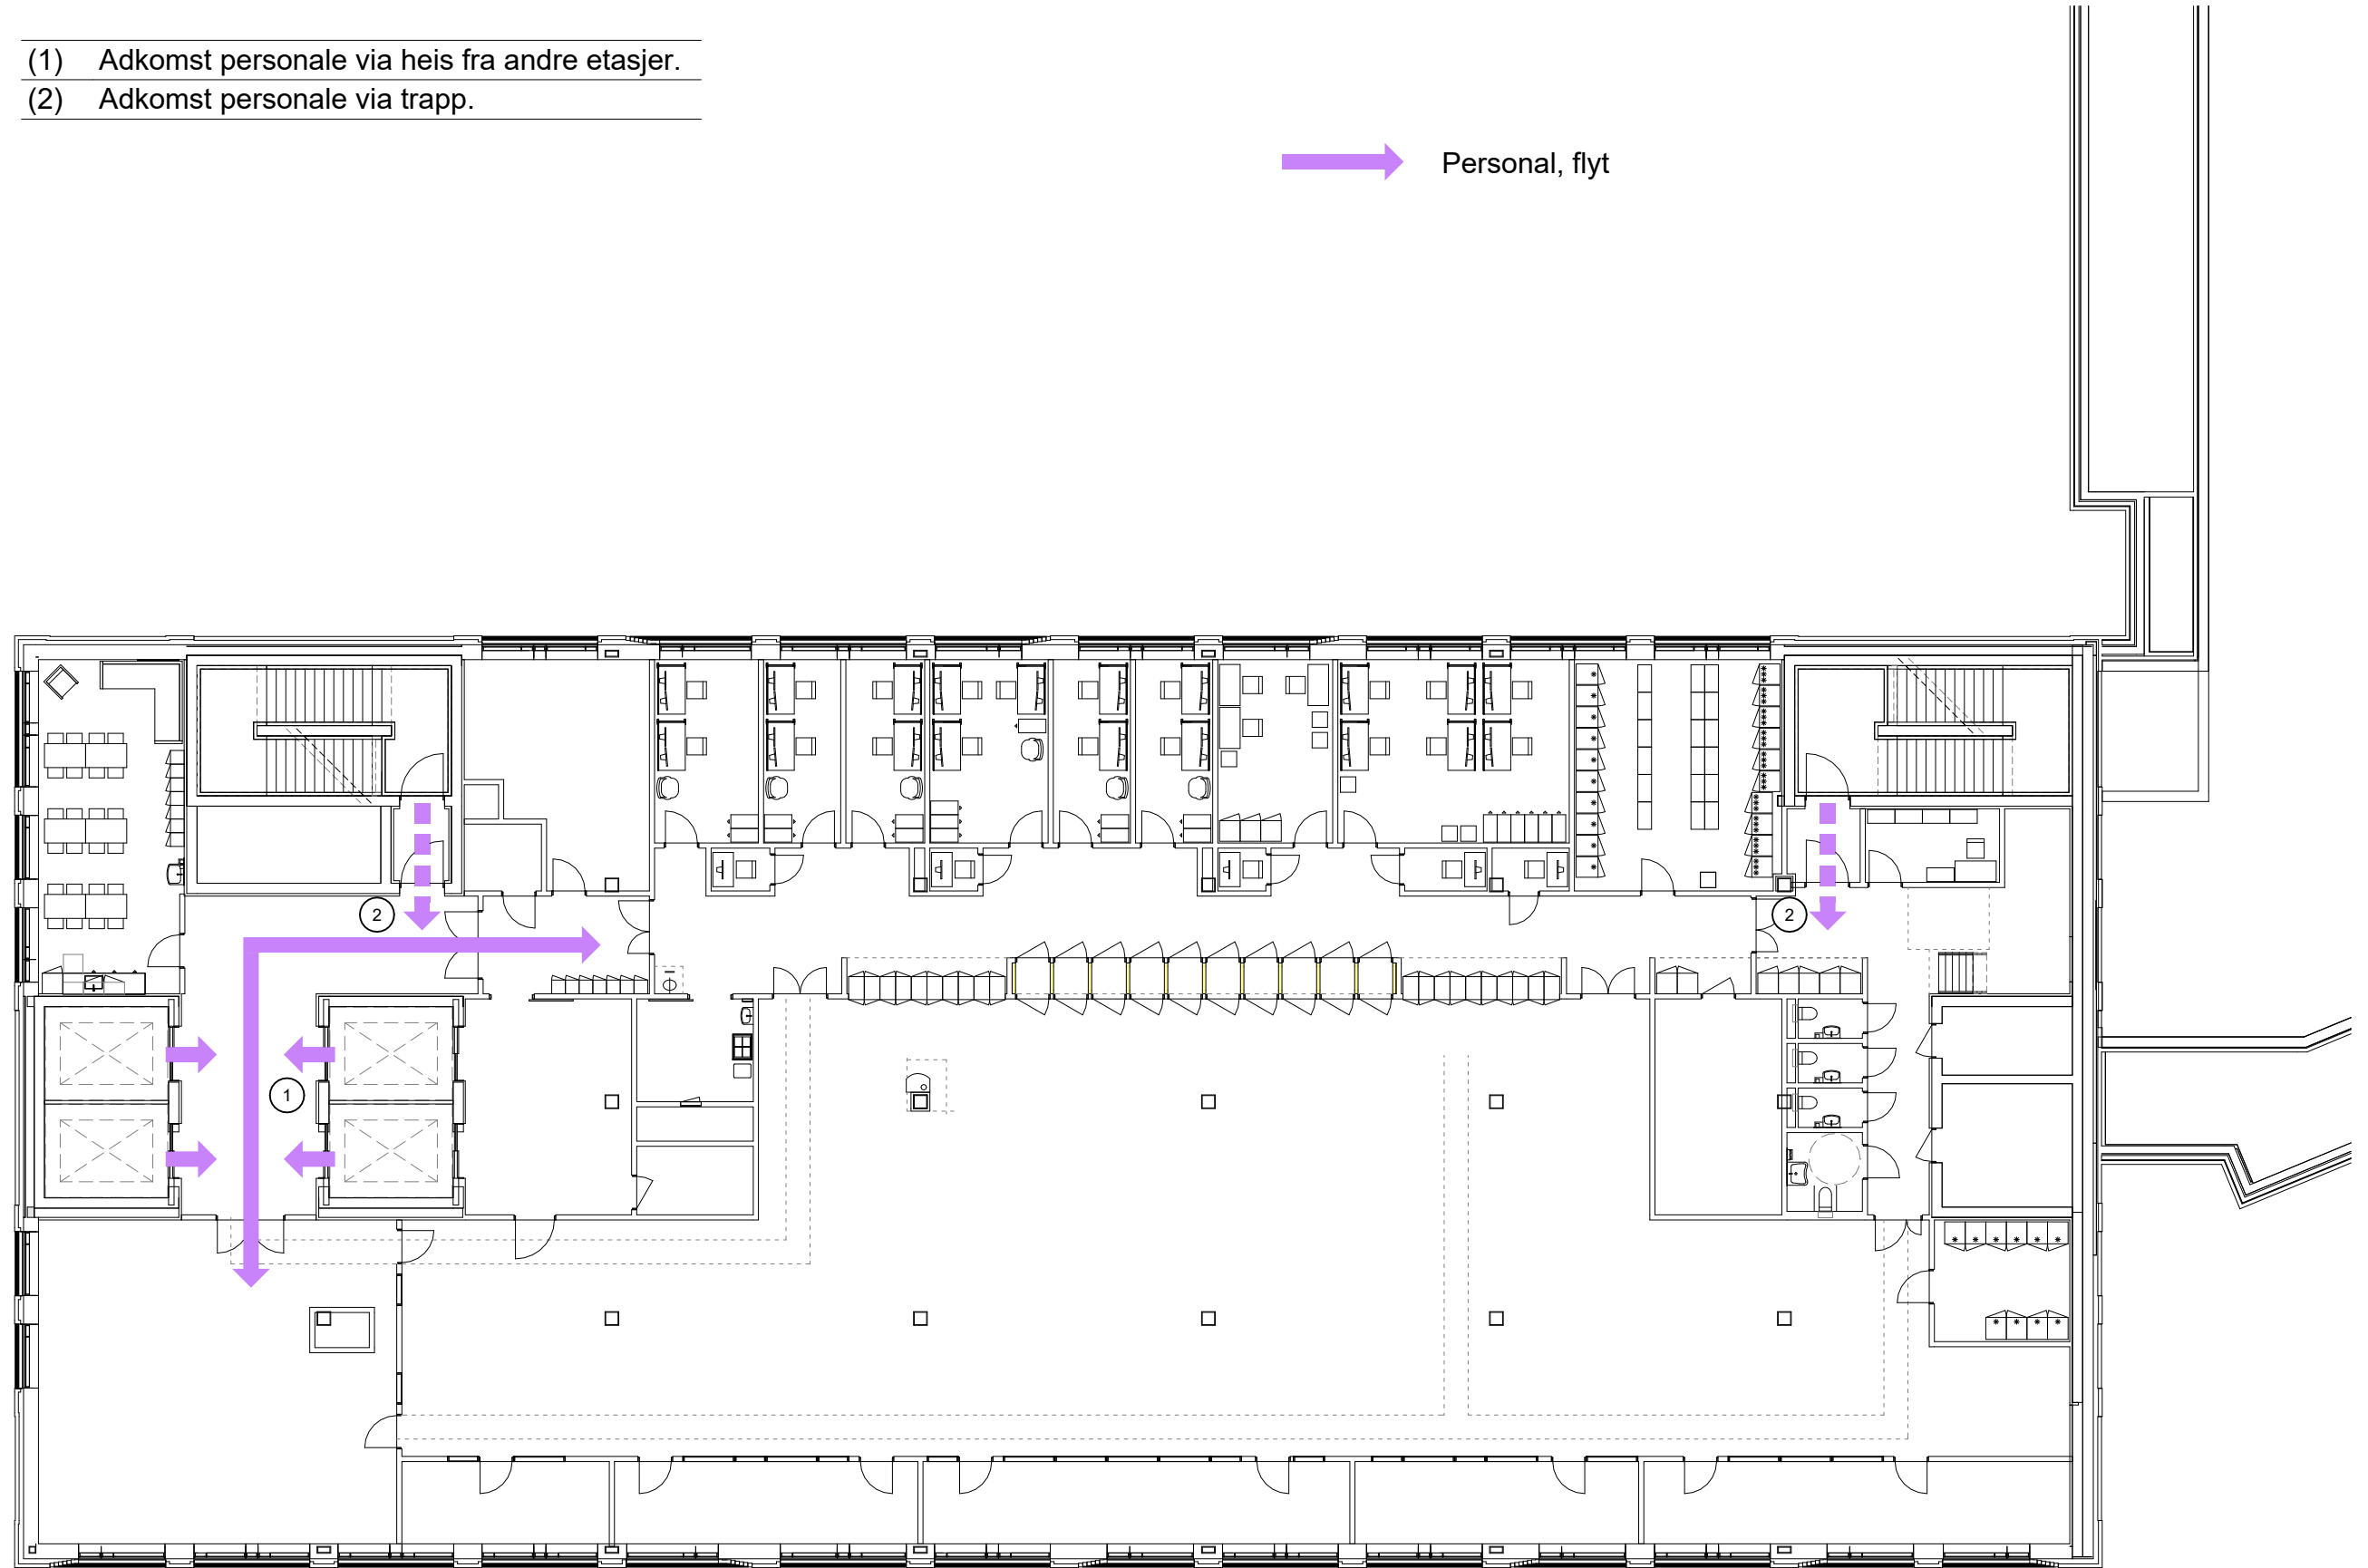 (1) Adkomst personale via heis fra andre etasjer.
(2) Adkomst personale via trapp.
Personal, flyt
2
2
1